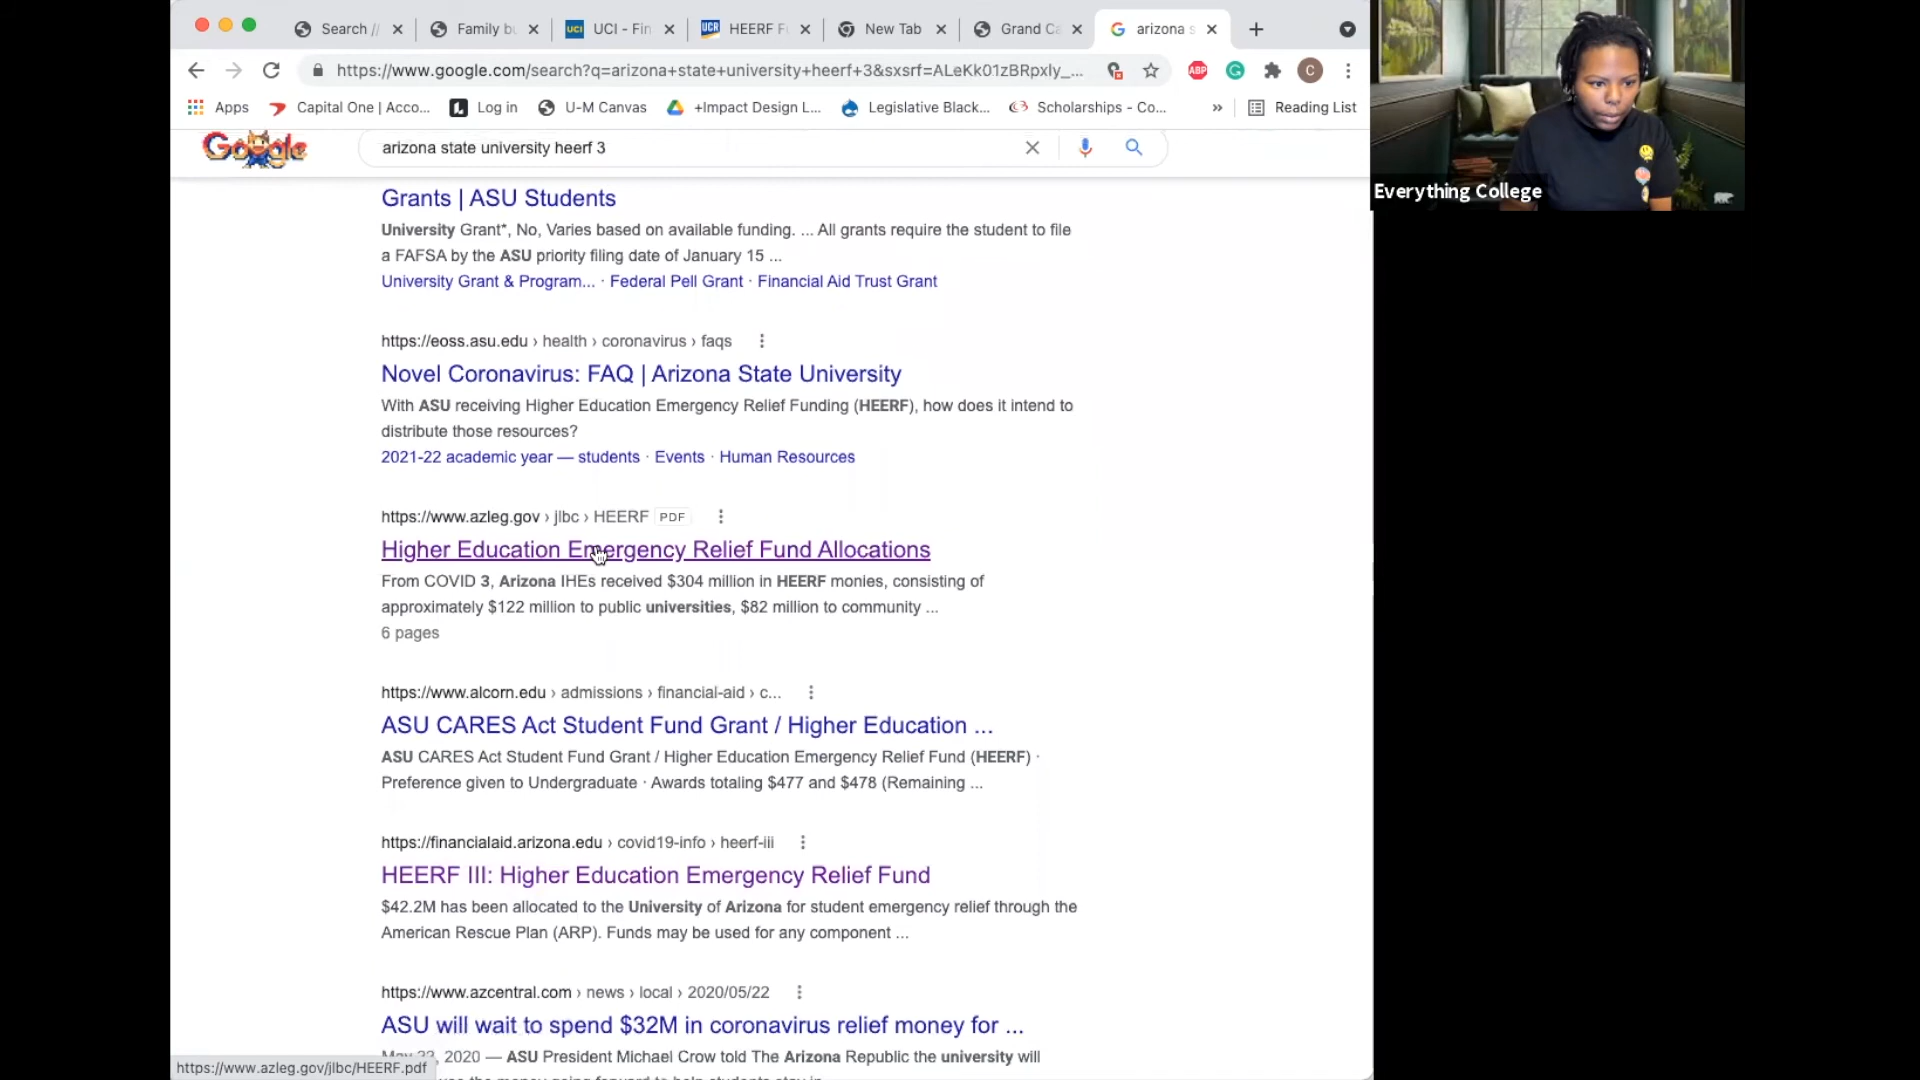 Search //
Family bu
UCI
UCI - Fin
UCR
HEERF F
New Tab
Grand Ca
arizona s
https://www.google.com/search?q=arizona+state+university+heerf+3&sxsrf=ALeKk01zBRpxly_...
ABP
C
Apps
Capital One | Acco...
Log in
U-M Canvas
+Impact Design L...
Legislative Black...
Scholarships - Co...
»
Reading List
Google
arizona state university heerf 3
Everything College
Grants | ASU Students
University Grant*, No, Varies based on available funding. ... All grants require the student to file
a FAFSA by the ASU priority filing date of January 15 ...
University Grant & Program... · Federal Pell Grant · Financial Aid Trust Grant
https://eoss.asu.edu › health › coronavirus › faqs
Novel Coronavirus: FAQ | Arizona State University
With ASU receiving Higher Education Emergency Relief Funding (HEERF), how does it intend to
distribute those resources?
2021-22 academic year — students · Events · Human Resources
https://www.azleg.gov › jlbc › HEERF PDF
Higher Education Emergency Relief Fund Allocations
From COVID 3, Arizona IHEs received $304 million in HEERF monies, consisting of
approximately $122 million to public universities, $82 million to community ...
6 pages
https://www.alcorn.edu › admissions › financial-aid › c...
ASU CARES Act Student Fund Grant / Higher Education ...
ASU CARES Act Student Fund Grant / Higher Education Emergency Relief Fund (HEERF) ·
Preference given to Undergraduate · Awards totaling $477 and $478 (Remaining ...
https://financialaid.arizona.edu › covid19-info › heerf-iii
HEERF III: Higher Education Emergency Relief Fund
$42.2M has been allocated to the University of Arizona for student emergency relief through the
American Rescue Plan (ARP). Funds may be used for any component ...
https://www.azcentral.com › news › local › 2020/05/22
ASU will wait to spend $32M in coronavirus relief money for ...
May 22, 2020 — ASU President Michael Crow told The Arizona Republic the university will
https://www.azleg.gov/jlbc/HEERF.pdf